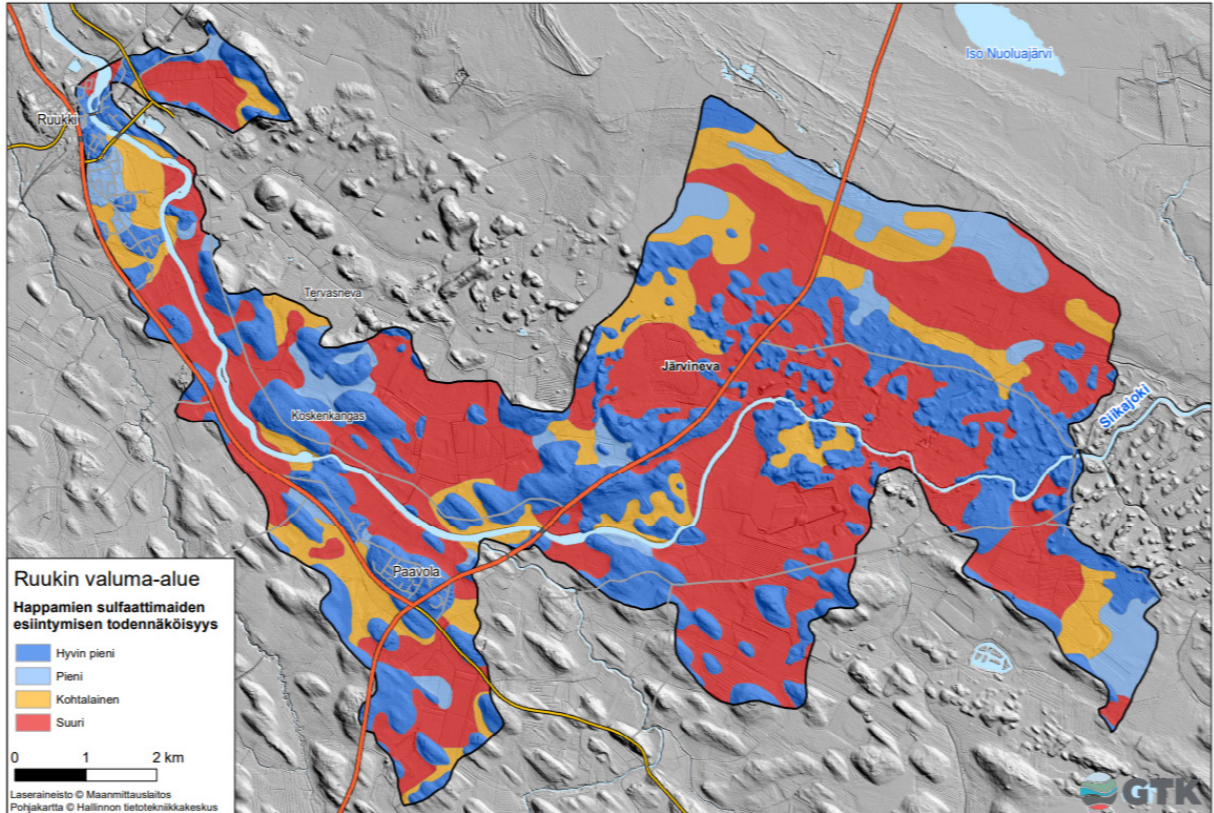 Iso Nuoluajärvi
Ruukki
Tervasneva
Järvineva
Koskenkangas
Siikajoki
Paavola
Ruukin valuma-alue
Happamien sulfaattimaiden
esiintymisen todennäköisyys
Hyvin pieni
Pieni
Kohtalainen
Suuri
0 1 2 km
Laseraineisto © Maanmittauslaitos
Pohjakartta © Hallinnon tietotekniikkakeskus
GTK